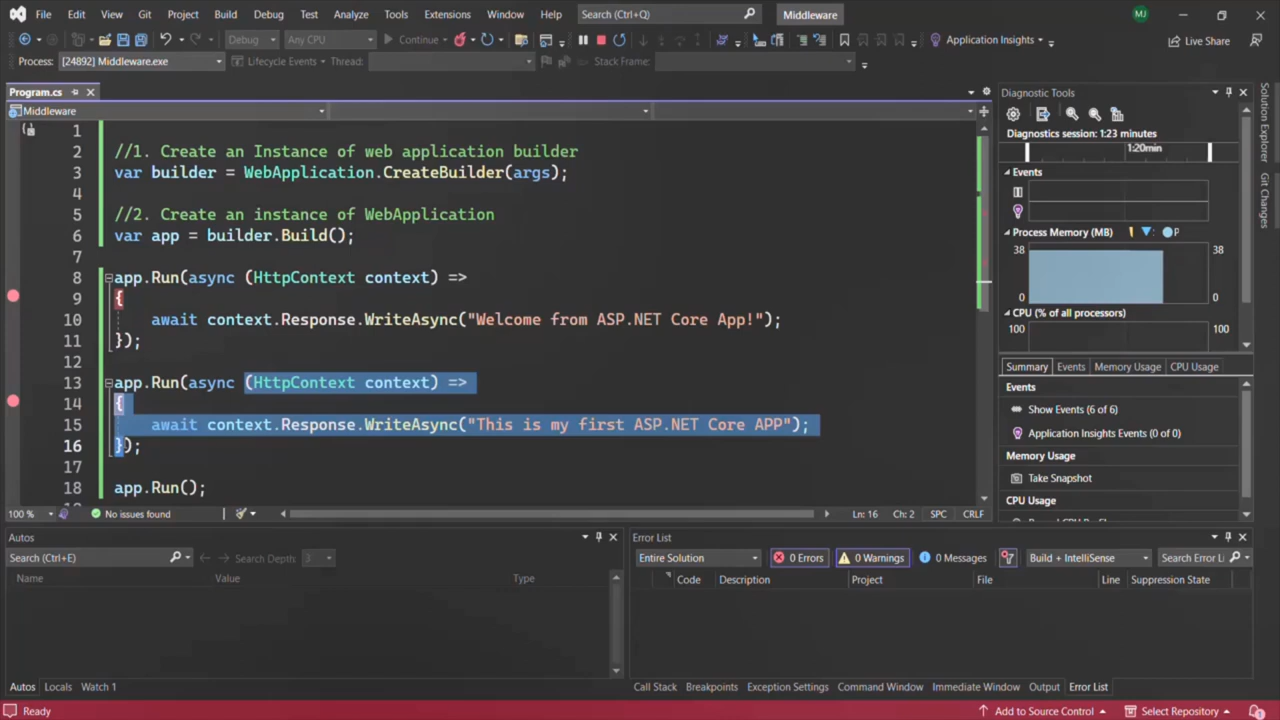 File Edit View Git Project Build Debug Test Analyze Tools Extensions Window Help Search (Ctrl+Q) Middleware MJ
Debug Any CPU Continue Application Insights Live Share
Process: [24892] Middleware.exe Lifecycle Events Thread: Stack Frame:
Program.cs
Middleware
1
2 //1. Create an Instance of web application builder
3 var builder = WebApplication.CreateBuilder(args);
4
5 //2. Create an instance of WebApplication
6 var app = builder.Build();
7
8 app.Run(async (HttpContext context) =>
9 {
10 await context.Response.WriteAsync("Welcome from ASP.NET Core App!");
11 });
12
13 app.Run(async (HttpContext context) =>
14 {
15 await context.Response.WriteAsync("This is my first ASP.NET Core APP");
16 });
17
18 app.Run();
100 % No issues found Ln: 16 Ch: 2 SPC CRLF
Diagnostic Tools
Diagnostics session: 1:23 minutes
1:20min
Events
Process Memory (MB) P
38 38
0 0
CPU (% of all processors)
100 100
Summary Events Memory Usage CPU Usage
Events
Show Events (6 of 6)
Application Insights Events (0 of 0)
Memory Usage
Take Snapshot
CPU Usage
Solution Explorer
Git Changes
Autos
Search (Ctrl+E) Search Depth: 3
Name Value Type
Autos Locals Watch 1
Error List
Entire Solution 0 Errors 0 Warnings 0 Messages Build + IntelliSense Search Error Li
Code Description Project File Line Suppression State
Call Stack Breakpoints Exception Settings Command Window Immediate Window Output Error List
Ready Add to Source Control Select Repository 1